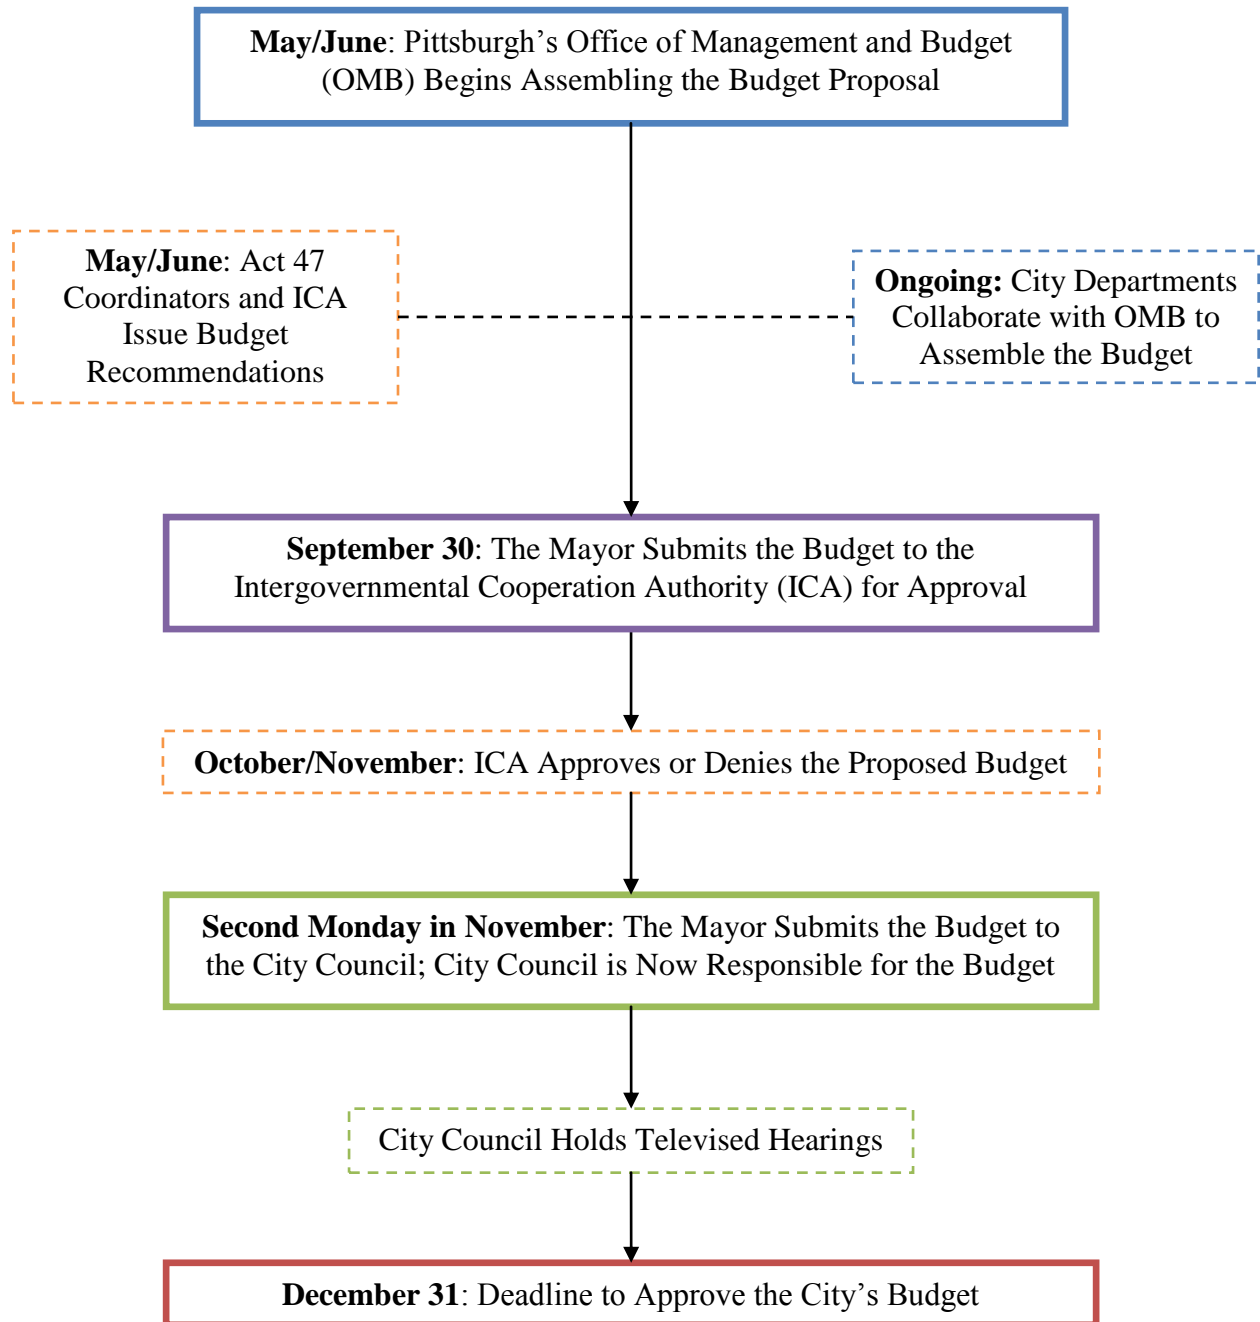 May/June: Pittsburgh’s Office of Management and Budget
(OMB) Begins Assembling the Budget Proposal
May/June: Act 47
Coordinators and ICA
Issue Budget
Recommendations
Ongoing: City Departments
Collaborate with OMB to
Assemble the Budget
September 30: The Mayor Submits the Budget to the
Intergovernmental Cooperation Authority (ICA) for Approval
October/November: ICA Approves or Denies the Proposed Budget
Second Monday in November: The Mayor Submits the Budget to
the City Council; City Council is Now Responsible for the Budget
City Council Holds Televised Hearings
December 31: Deadline to Approve the City’s Budget